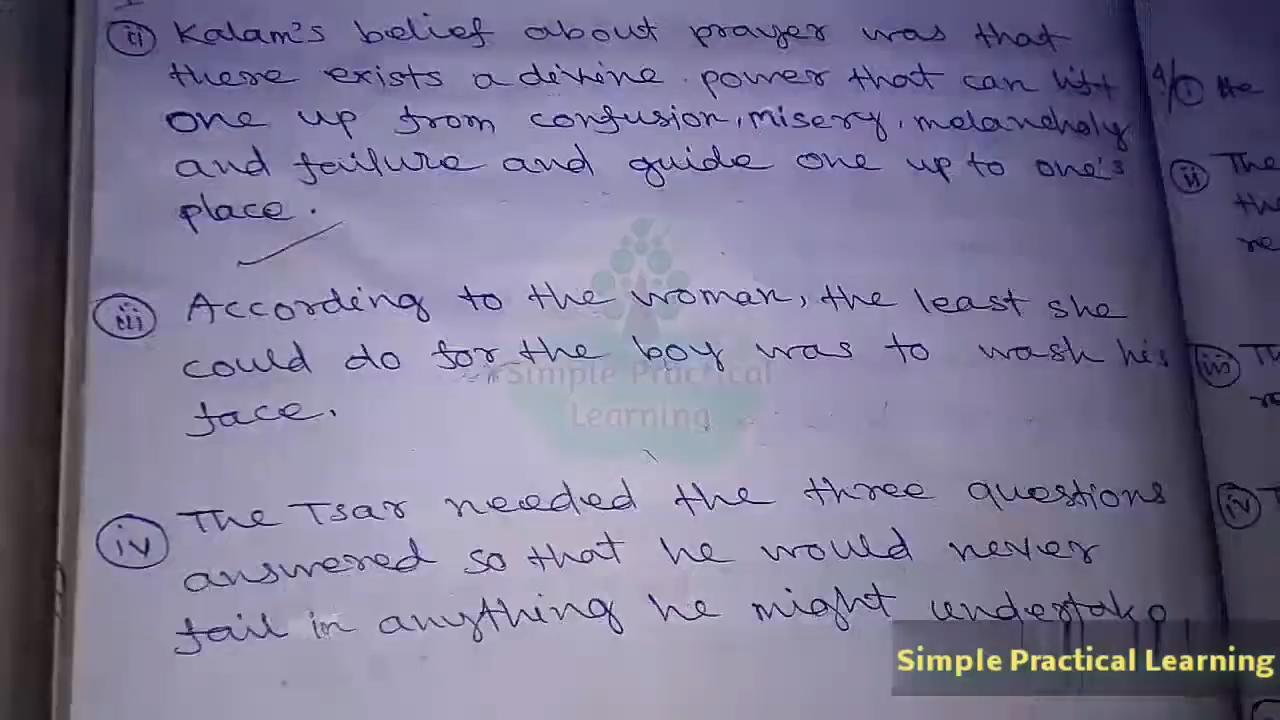 ii Kalam's belief about prayer was that
there exists a divine power that can lift
one up from confusion, misery, melancholy
and failure and guide one up to one's
place.
iii According to the woman, the least she
could do for the boy was to wash his
face.
iv The Tsar needed the three questions
answered so that he would never
fail in anything he might undertake
i He
ii The
the
re
iii Th
iv T
Simple Practical
Learning
Simple Practical Learning